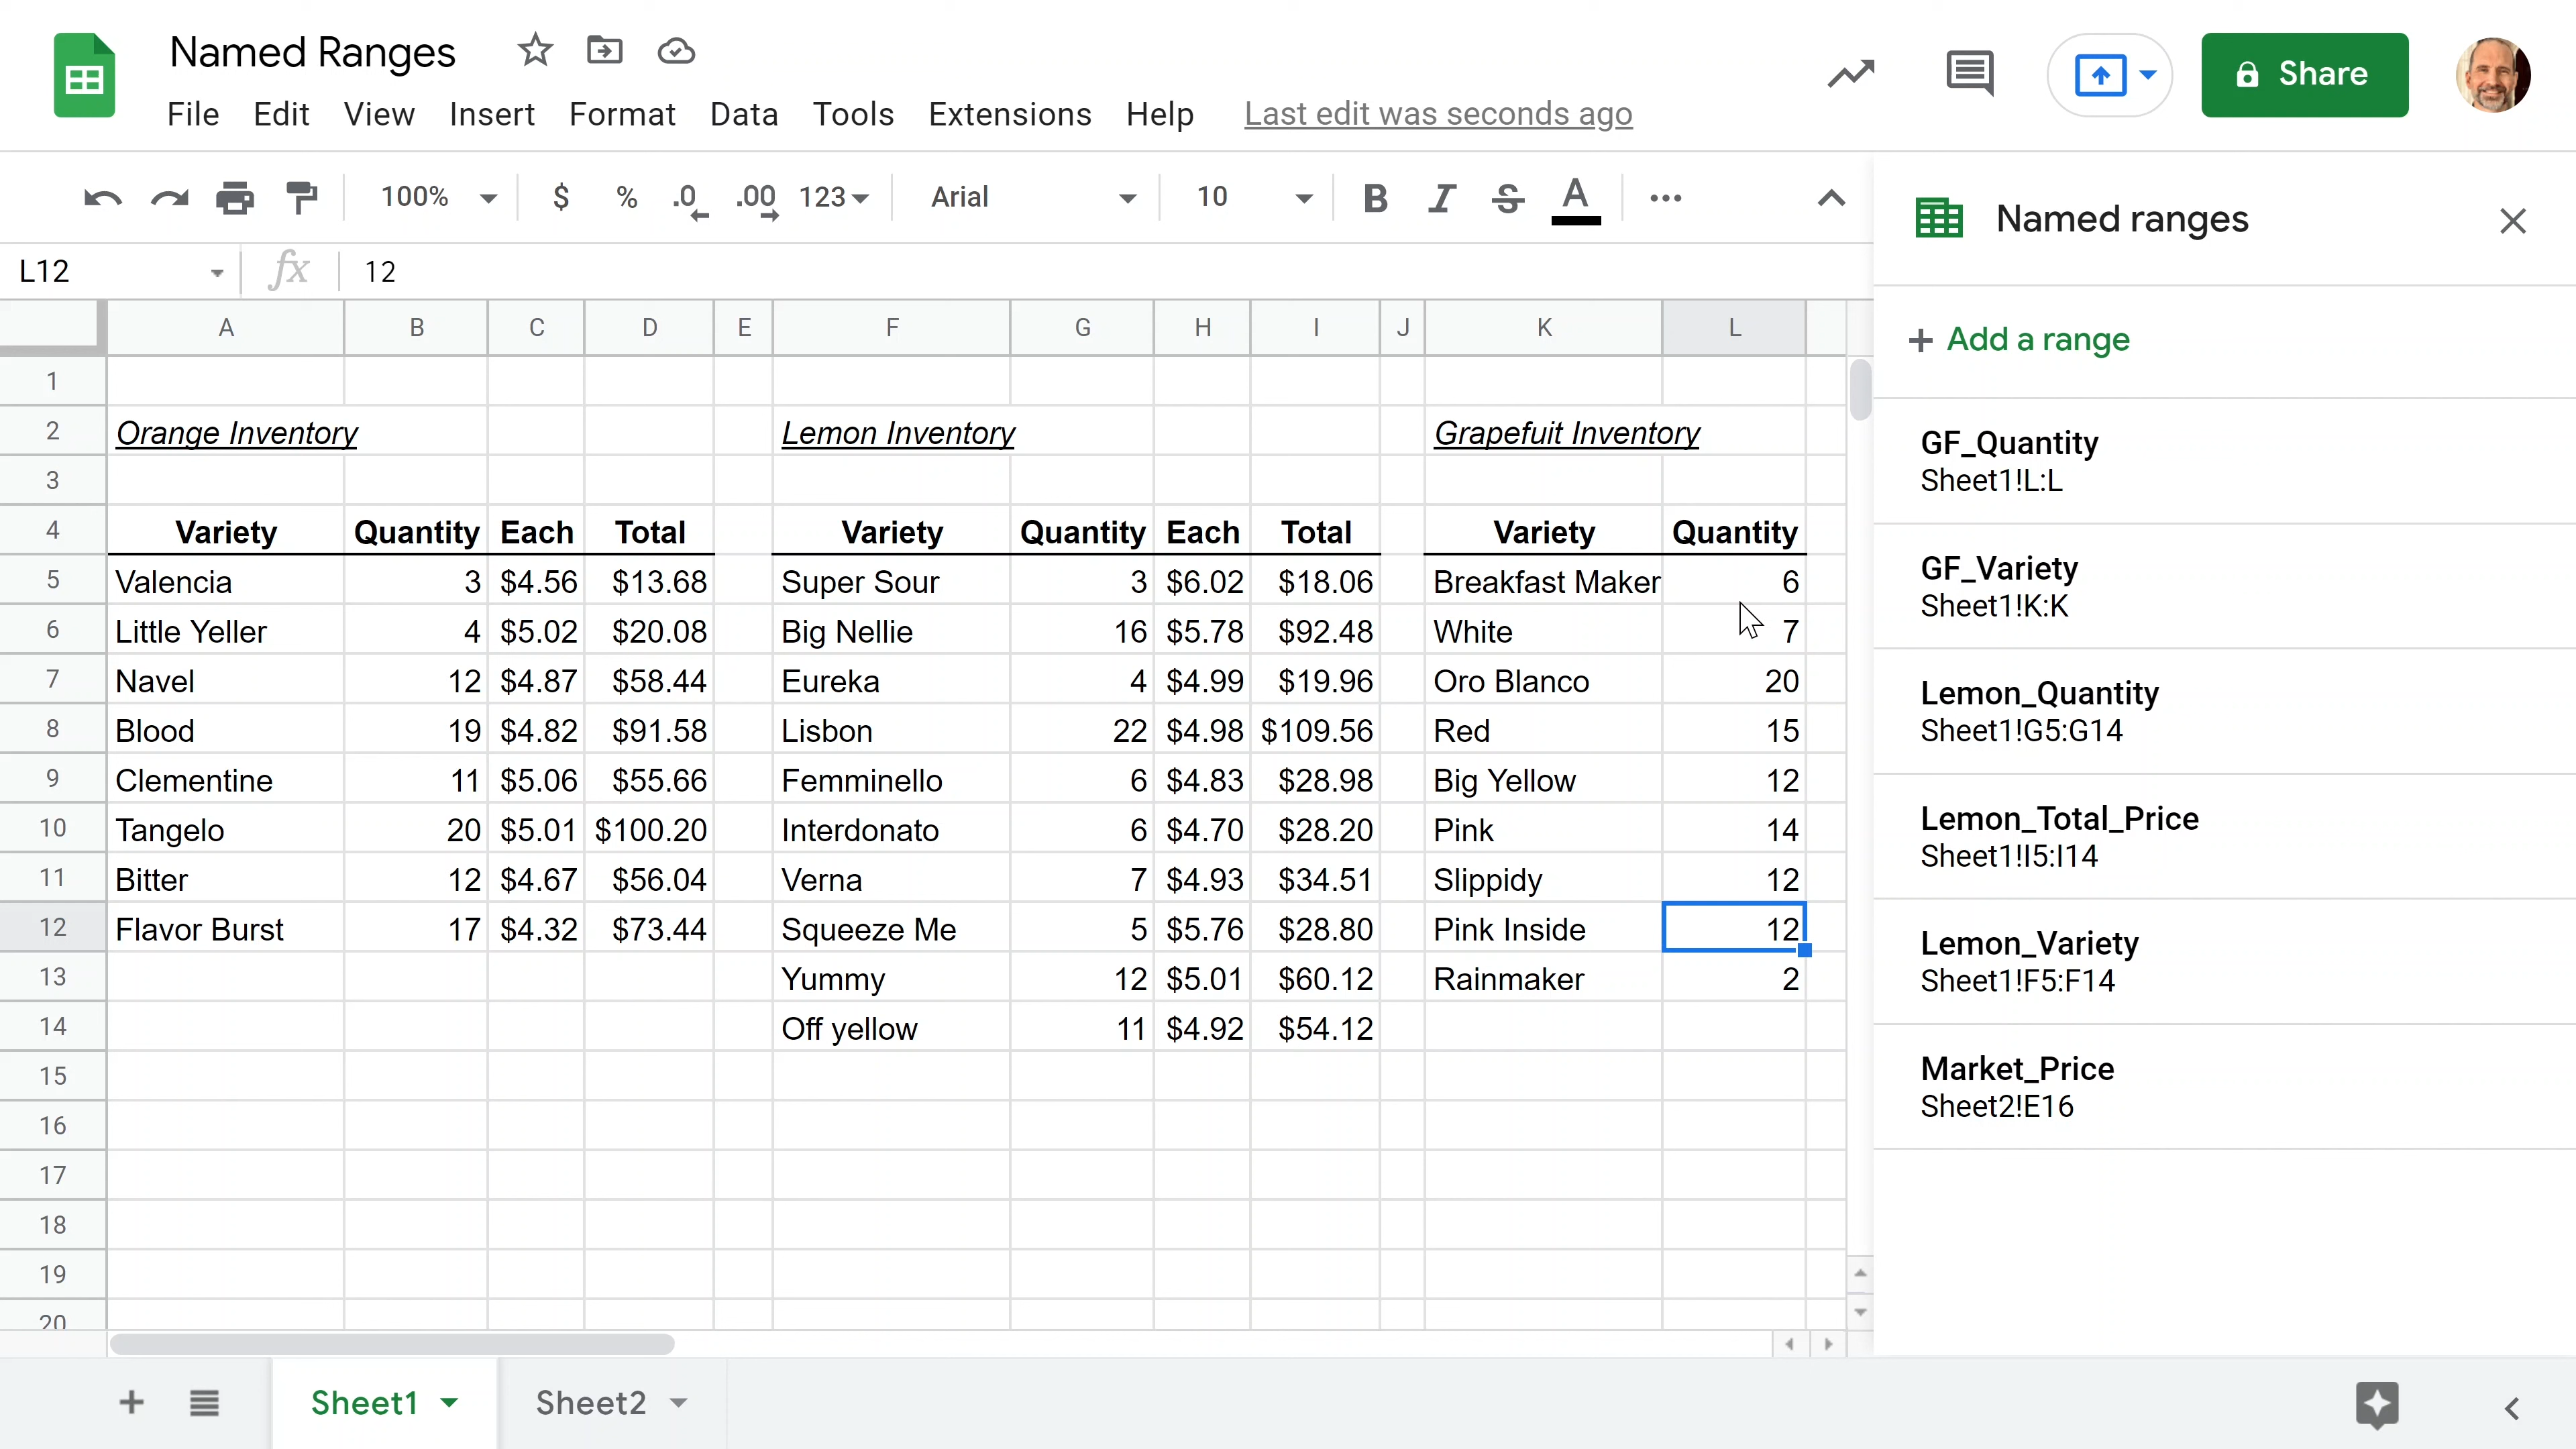 Named Ranges
File Edit View Insert Format Data Tools Extensions Help Last edit was seconds ago
Share
100% $ % .0 .00 123 Arial 10 B I S A
Named ranges
L12 fx 12
+ Add a range
A B C D E F G H I J K L
1
2 Orange Inventory Lemon Inventory Grapefuit Inventory
3
4 Variety Quantity Each Total Variety Quantity Each Total Variety Quantity
5 Valencia 3 $4.56 $13.68 Super Sour 3 $6.02 $18.06 Breakfast Maker 6
6 Little Yeller 4 $5.02 $20.08 Big Nellie 16 $5.78 $92.48 White 7
7 Navel 12 $4.87 $58.44 Eureka 4 $4.99 $19.96 Oro Blanco 20
8 Blood 19 $4.82 $91.58 Lisbon 22 $4.98 $109.56 Red 15
9 Clementine 11 $5.06 $55.66 Femminello 6 $4.83 $28.98 Big Yellow 12
10 Tangelo 20 $5.01 $100.20 Interdonato 6 $4.70 $28.20 Pink 14
11 Bitter 12 $4.67 $56.04 Verna 7 $4.93 $34.51 Slippidy 12
12 Flavor Burst 17 $4.32 $73.44 Squeeze Me 5 $5.76 $28.80 Pink Inside 12
13 Yummy 12 $5.01 $60.12 Rainmaker 2
14 Off yellow 11 $4.92 $54.12
15
16
17
18
19
20
GF_Quantity
Sheet1!L:L
GF_Variety
Sheet1!K:K
Lemon_Quantity
Sheet1!G5:G14
Lemon_Total_Price
Sheet1!I5:I14
Lemon_Variety
Sheet1!F5:F14
Market_Price
Sheet2!E16
Sheet1 Sheet2